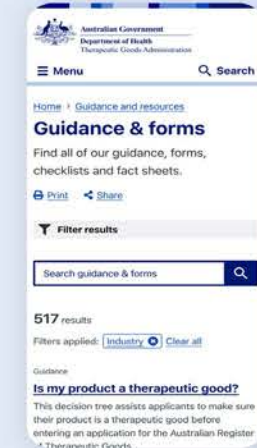 Australian Government
Department of Health
Therapeutic Goods Administration
Menu
Search
Home › Guidance and resources
Guidance & forms
Find all of our guidance, forms,
checklists and fact sheets.
Print Share
Filter results
Search guidance & forms
517 results
Filters applied: Industry Clear all
Guidance
Is my product a therapeutic good?
This decision tree assists applicants to make sure
their product is a therapeutic good before
entering an application for the Australian Register
of Therapeutic Goods